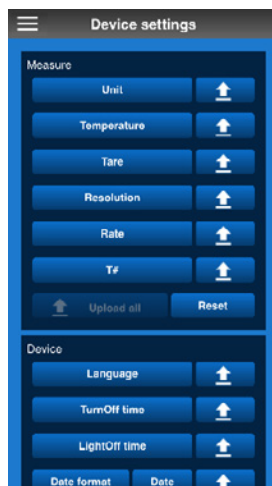 Device settings
Measure
Unit
Temperature
Tare
Resolution
Rate
T#
Upload all Reset
Device
Language
TurnOff time
LightOff time
Date format Date